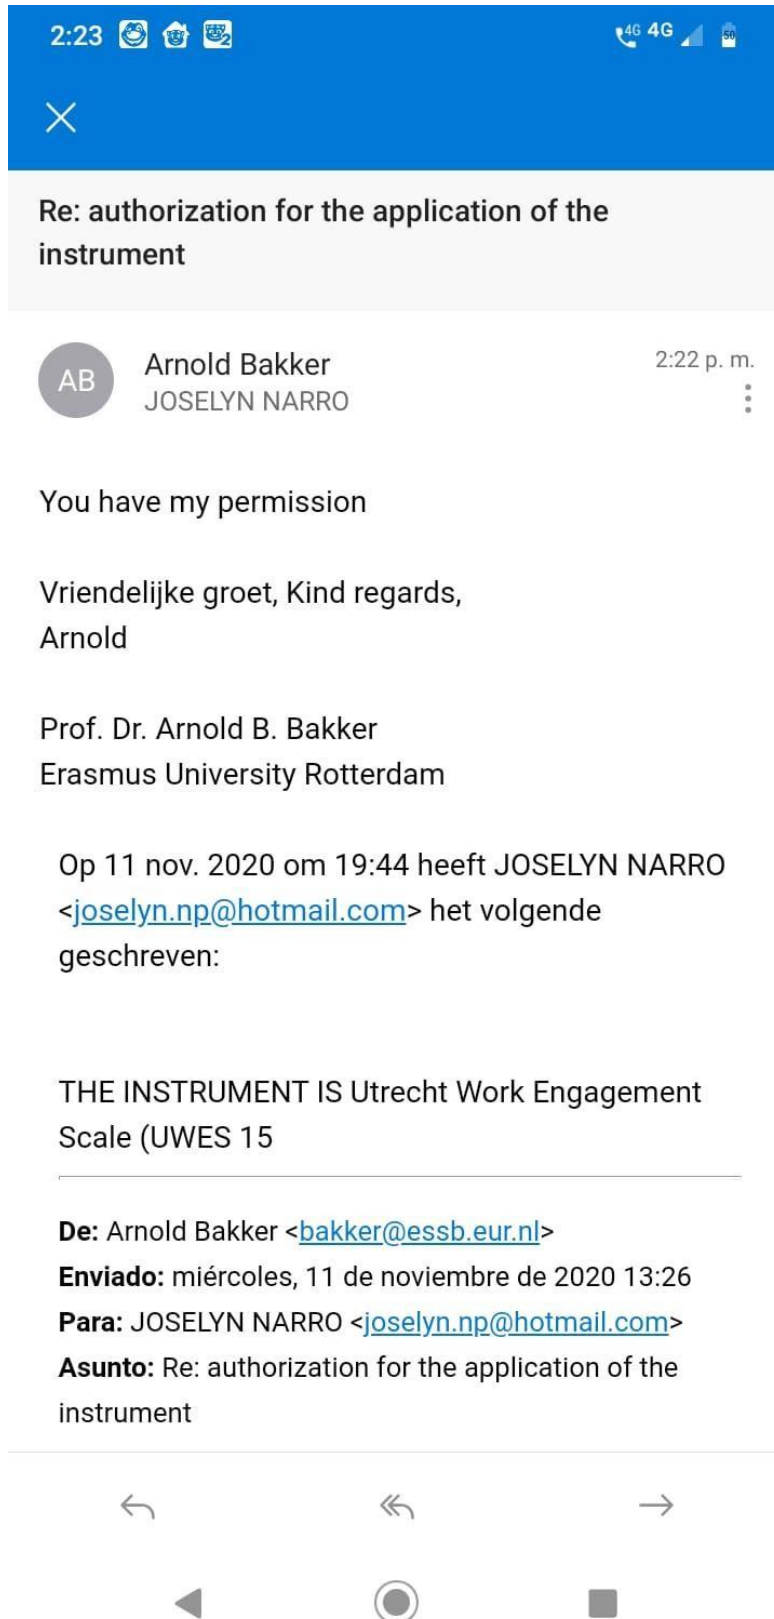 2:23
4G 4G
50
Re: authorization for the application of the
instrument
AB
Arnold Bakker
2:22 p. m.
JOSELYN NARRO
You have my permission
Vriendelijke groet, Kind regards,
Arnold
Prof. Dr. Arnold B. Bakker
Erasmus University Rotterdam
Op 11 nov. 2020 om 19:44 heeft JOSELYN NARRO
<joselyn.np@hotmail.com> het volgende
geschreven:
THE INSTRUMENT IS Utrecht Work Engagement
Scale (UWES 15
De: Arnold Bakker <bakker@essb.eur.nl>
Enviado: miércoles, 11 de noviembre de 2020 13:26
Para: JOSELYN NARRO <joselyn.np@hotmail.com>
Asunto: Re: authorization for the application of the
instrument